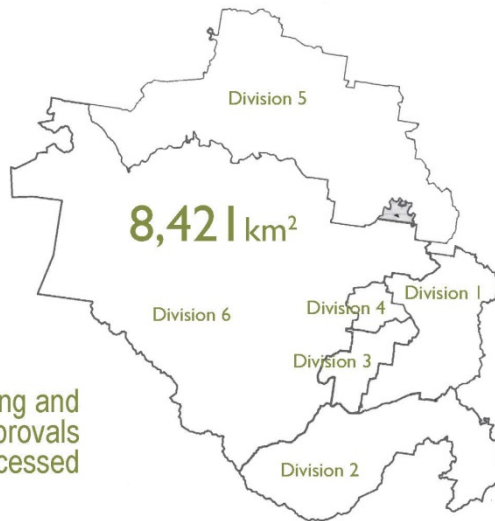 Division 5
8,421 km²
Division 1
Division 4
Division 6
Division 3
ng and
provals
cessed
Division 2